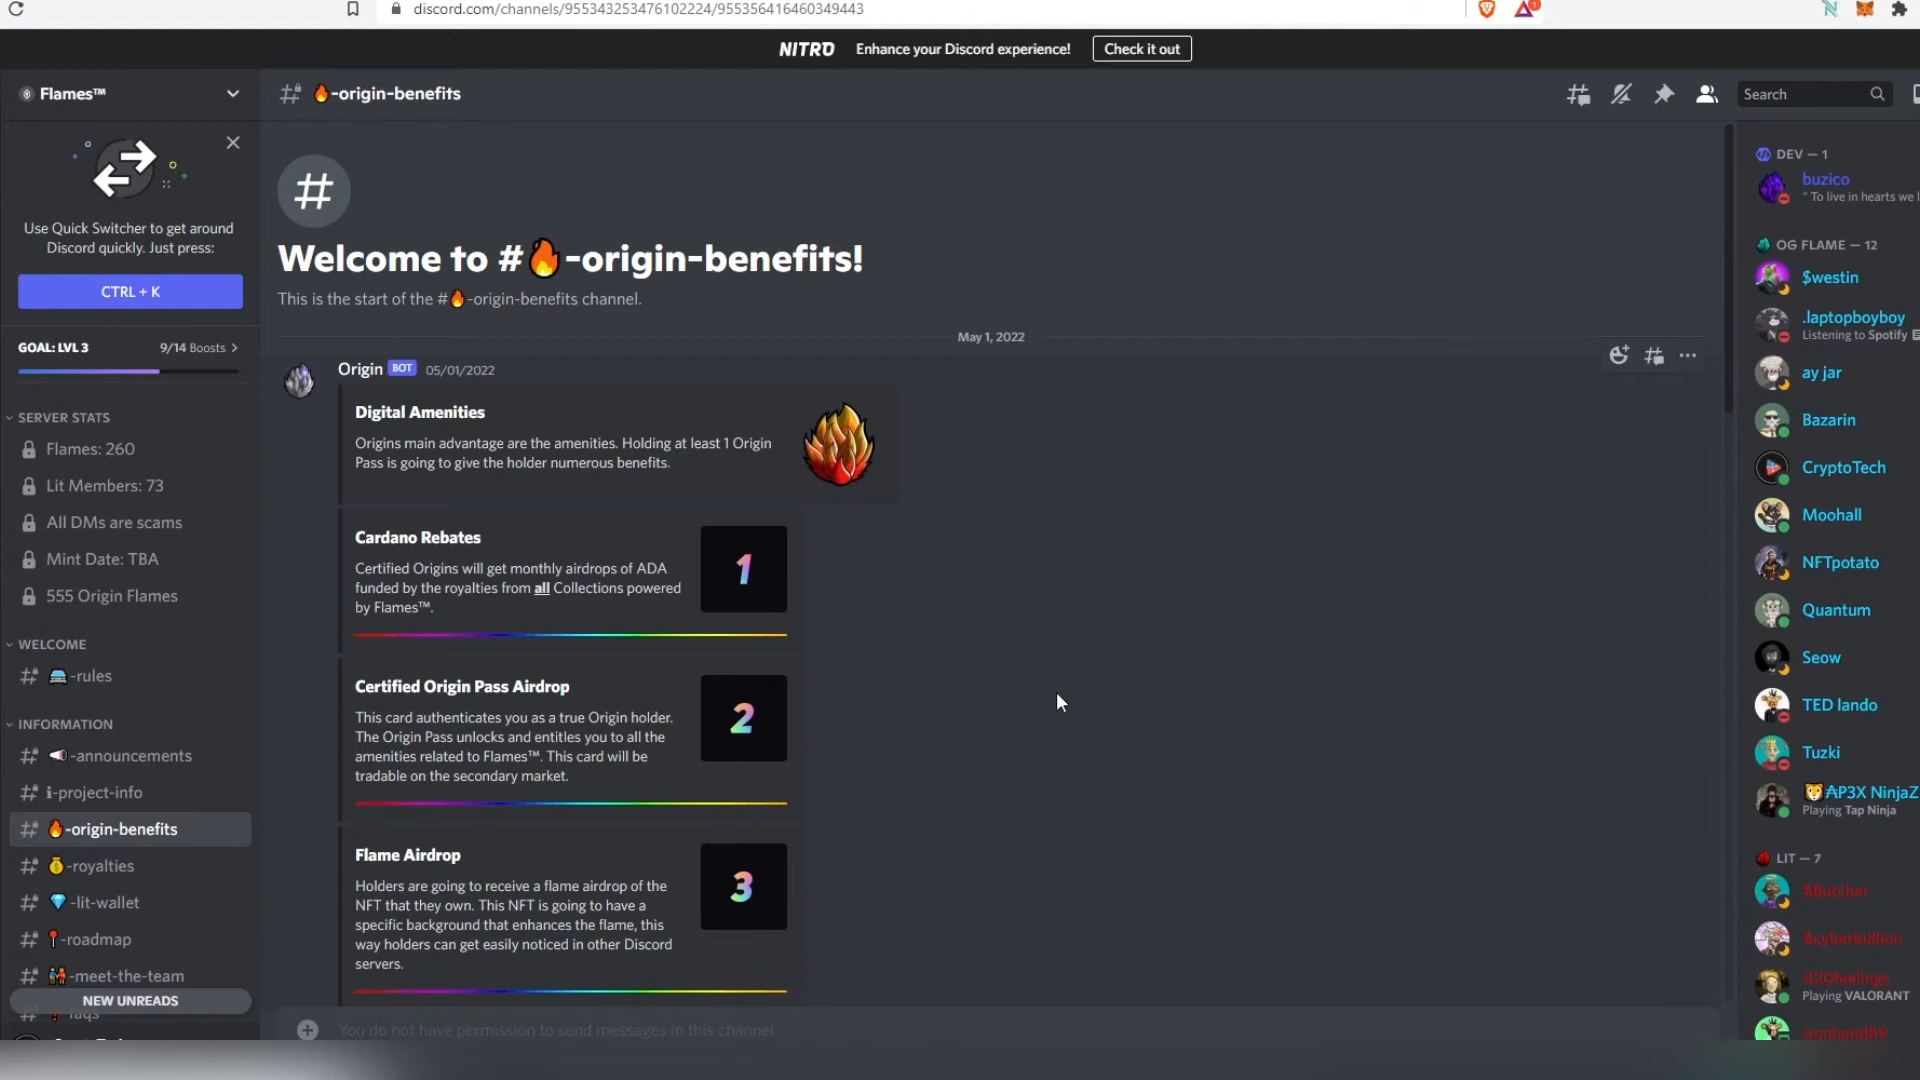 discord.com/channels/955343253476102224/955356416460349443
1
NITRO Enhance your Discord experience! Check it out
Flames™
🔥-origin-benefits
Search
Use Quick Switcher to get around
Discord quickly. Just press:
CTRL + K
GOAL: LVL 3 9/14 Boosts
SERVER STATS
Flames: 260
Lit Members: 73
All DMs are scams
Mint Date: TBA
555 Origin Flames
WELCOME
-rules
INFORMATION
-announcements
ℹ-project-info
🔥-origin-benefits
-royalties
-lit-wallet
-roadmap
-meet-the-team
NEW UNREADS
-faqs
Welcome to #🔥-origin-benefits!
This is the start of the #🔥-origin-benefits channel.
May 1, 2022
Origin BOT 05/01/2022
Digital Amenities
Origins main advantage are the amenities. Holding at least 1 Origin
Pass is going to give the holder numerous benefits.
Cardano Rebates
Certified Origins will get monthly airdrops of ADA
funded by the royalties from all Collections powered
by Flames™.
1
Certified Origin Pass Airdrop
This card authenticates you as a true Origin holder.
The Origin Pass unlocks and entitles you to all the
amenities related to Flames™. This card will be
tradable on the secondary market.
2
Flame Airdrop
Holders are going to receive a flame airdrop of the
NFT that they own. This NFT is going to have a
specific background that enhances the flame, this
way holders can get easily noticed in other Discord
servers.
3
You do not have permission to send messages in this channel.
DEV — 1
buzico
" To live in hearts we l
OG FLAME — 12
$westin
.laptopboyboy
Listening to Spotify
ay jar
Bazarin
CryptoTech
Moohall
NFTpotato
Quantum
Seow
TED lando
Tuzki
₳P3X NinjaZ
Playing Tap Ninja
LIT — 7
$Butcher
$cyberbullion
.420feelings
Playing VALORANT
ironhand89